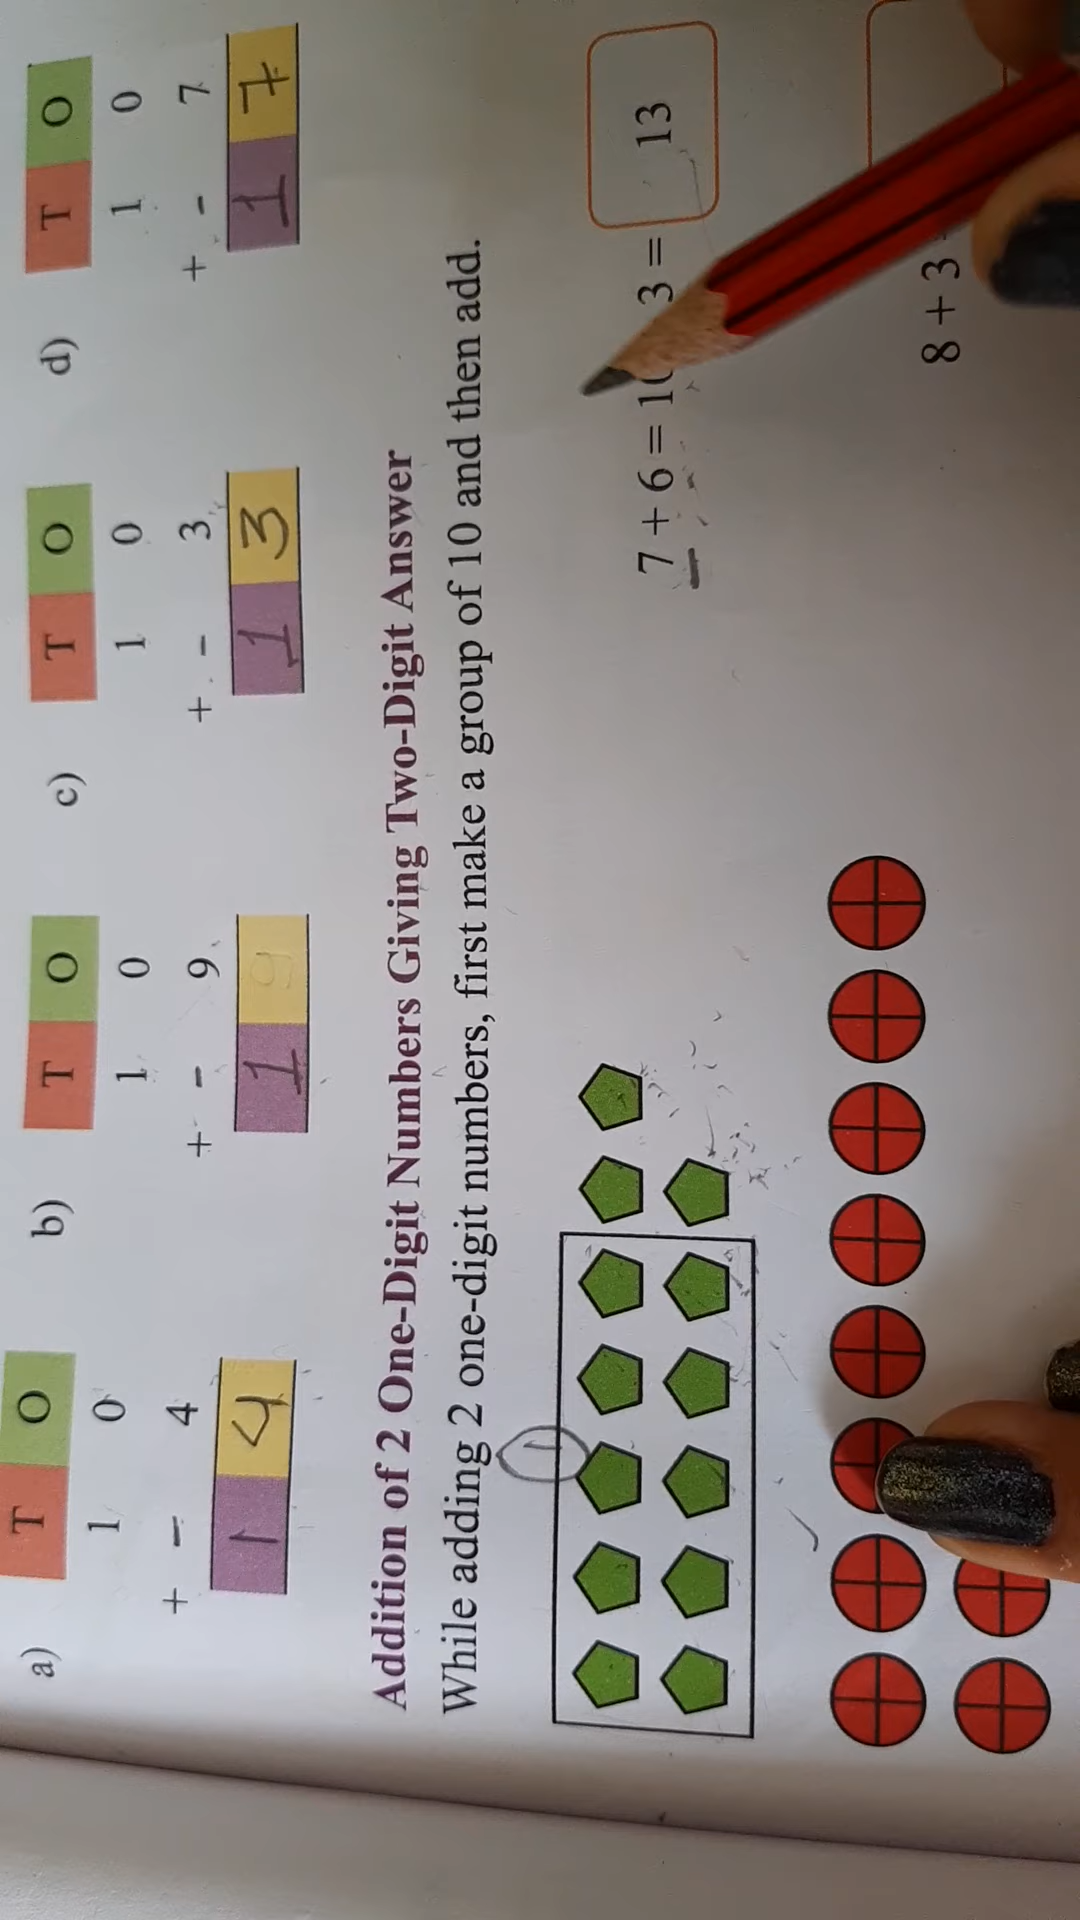 a) b) c) d)
T O T O T O T O
1 0 1 0 1 0 1 0
+ - 4 + - 9 + - 3 + - 7
1 4 1 9 1 3 1 7
Addition of 2 One-Digit Numbers Giving Two-Digit Answer
While adding 2 one-digit numbers, first make a group of 10 and then add.
7 + 6 = 10 3 = 13
8 + 3